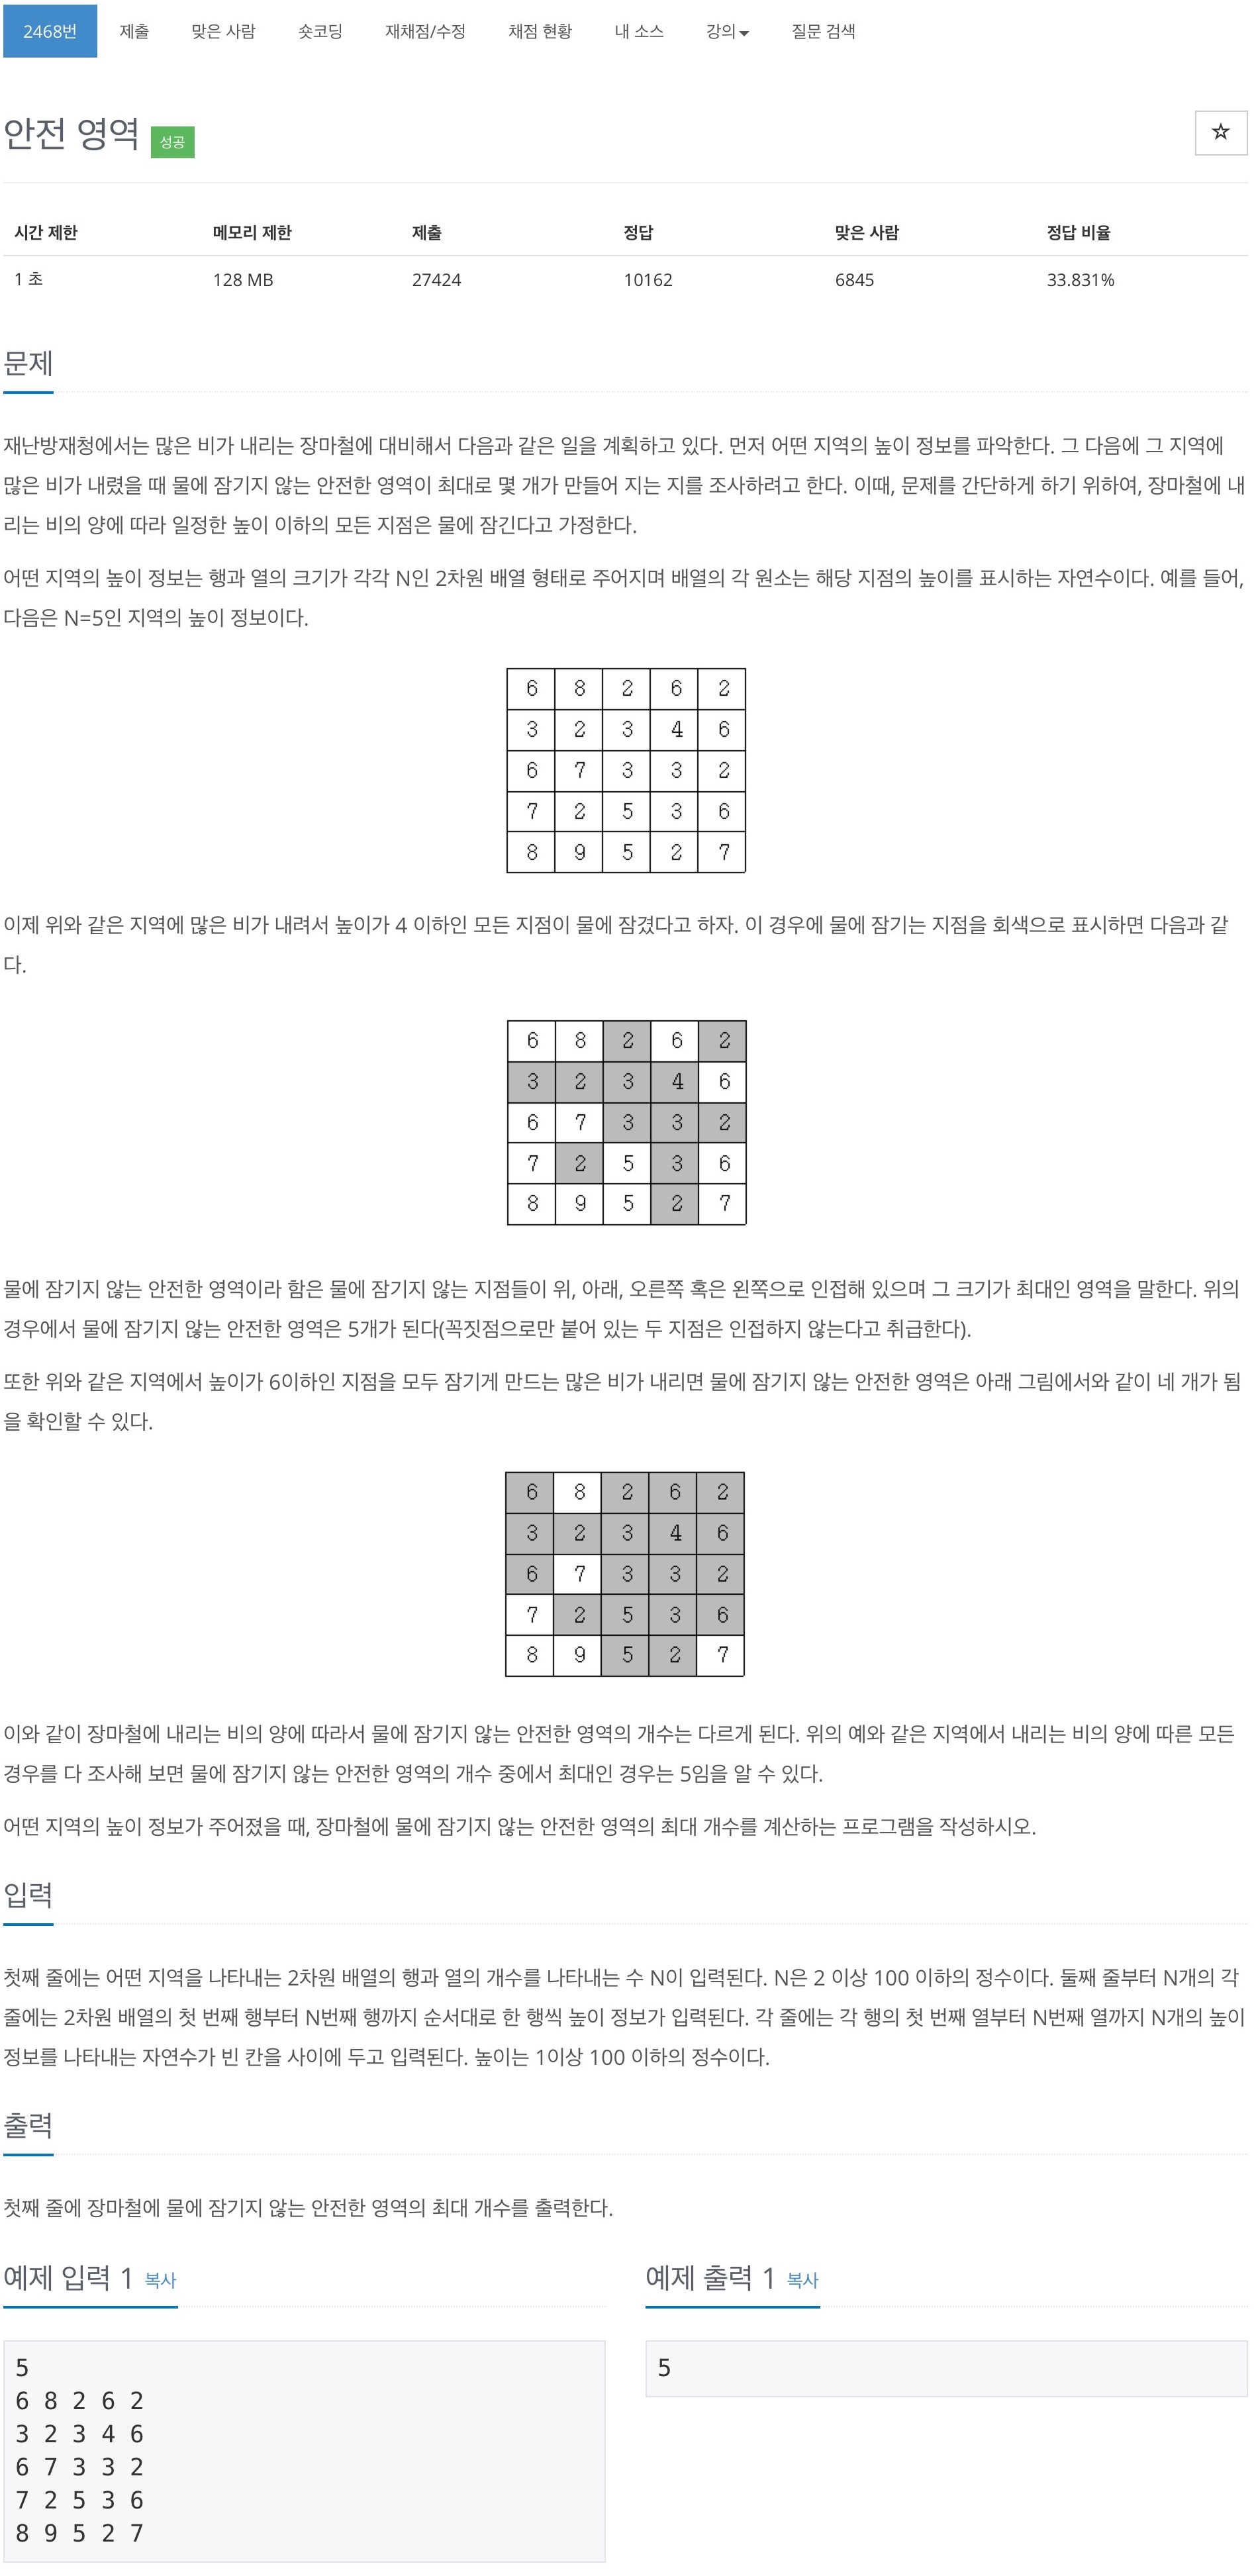 2468번 제출 맞은 사람 숏코딩 재채점/수정 채점 현황 내 소스 강의 질문 검색
안전 영역 성공
시간 제한 메모리 제한 제출 정답 맞은 사람 정답 비율
1 초 128 MB 27424 10162 6845 33.831%
문제
재난방재청에서는 많은 비가 내리는 장마철에 대비해서 다음과 같은 일을 계획하고 있다. 먼저 어떤 지역의 높이 정보를 파악한다. 그 다음에 그 지역에
많은 비가 내렸을 때 물에 잠기지 않는 안전한 영역이 최대로 몇 개가 만들어 지는 지를 조사하려고 한다. 이때, 문제를 간단하게 하기 위하여, 장마철에 내
리는 비의 양에 따라 일정한 높이 이하의 모든 지점은 물에 잠긴다고 가정한다.
어떤 지역의 높이 정보는 행과 열의 크기가 각각 N인 2차원 배열 형태로 주어지며 배열의 각 원소는 해당 지점의 높이를 표시하는 자연수이다. 예를 들어,
다음은 N=5인 지역의 높이 정보이다.
6 8 2 6 2
3 2 3 4 6
6 7 3 3 2
7 2 5 3 6
8 9 5 2 7
이제 위와 같은 지역에 많은 비가 내려서 높이가 4 이하인 모든 지점이 물에 잠겼다고 하자. 이 경우에 물에 잠기는 지점을 회색으로 표시하면 다음과 같
다.
6 8 2 6 2
3 2 3 4 6
6 7 3 3 2
7 2 5 3 6
8 9 5 2 7
물에 잠기지 않는 안전한 영역이라 함은 물에 잠기지 않는 지점들이 위, 아래, 오른쪽 혹은 왼쪽으로 인접해 있으며 그 크기가 최대인 영역을 말한다. 위의
경우에서 물에 잠기지 않는 안전한 영역은 5개가 된다(꼭짓점으로만 붙어 있는 두 지점은 인접하지 않는다고 취급한다).
또한 위와 같은 지역에서 높이가 6이하인 지점을 모두 잠기게 만드는 많은 비가 내리면 물에 잠기지 않는 안전한 영역은 아래 그림에서와 같이 네 개가 됨
을 확인할 수 있다.
6 8 2 6 2
3 2 3 4 6
6 7 3 3 2
7 2 5 3 6
8 9 5 2 7
이와 같이 장마철에 내리는 비의 양에 따라서 물에 잠기지 않는 안전한 영역의 개수는 다르게 된다. 위의 예와 같은 지역에서 내리는 비의 양에 따른 모든
경우를 다 조사해 보면 물에 잠기지 않는 안전한 영역의 개수 중에서 최대인 경우는 5임을 알 수 있다.
어떤 지역의 높이 정보가 주어졌을 때, 장마철에 물에 잠기지 않는 안전한 영역의 최대 개수를 계산하는 프로그램을 작성하시오.
입력
첫째 줄에는 어떤 지역을 나타내는 2차원 배열의 행과 열의 개수를 나타내는 수 N이 입력된다. N은 2 이상 100 이하의 정수이다. 둘째 줄부터 N개의 각
줄에는 2차원 배열의 첫 번째 행부터 N번째 행까지 순서대로 한 행씩 높이 정보가 입력된다. 각 줄에는 각 행의 첫 번째 열부터 N번째 열까지 N개의 높이
정보를 나타내는 자연수가 빈 칸을 사이에 두고 입력된다. 높이는 1이상 100 이하의 정수이다.
출력
첫째 줄에 장마철에 물에 잠기지 않는 안전한 영역의 최대 개수를 출력한다.
예제 입력 1 복사
5
6 8 2 6 2
3 2 3 4 6
6 7 3 3 2
7 2 5 3 6
8 9 5 2 7
예제 출력 1 복사
5